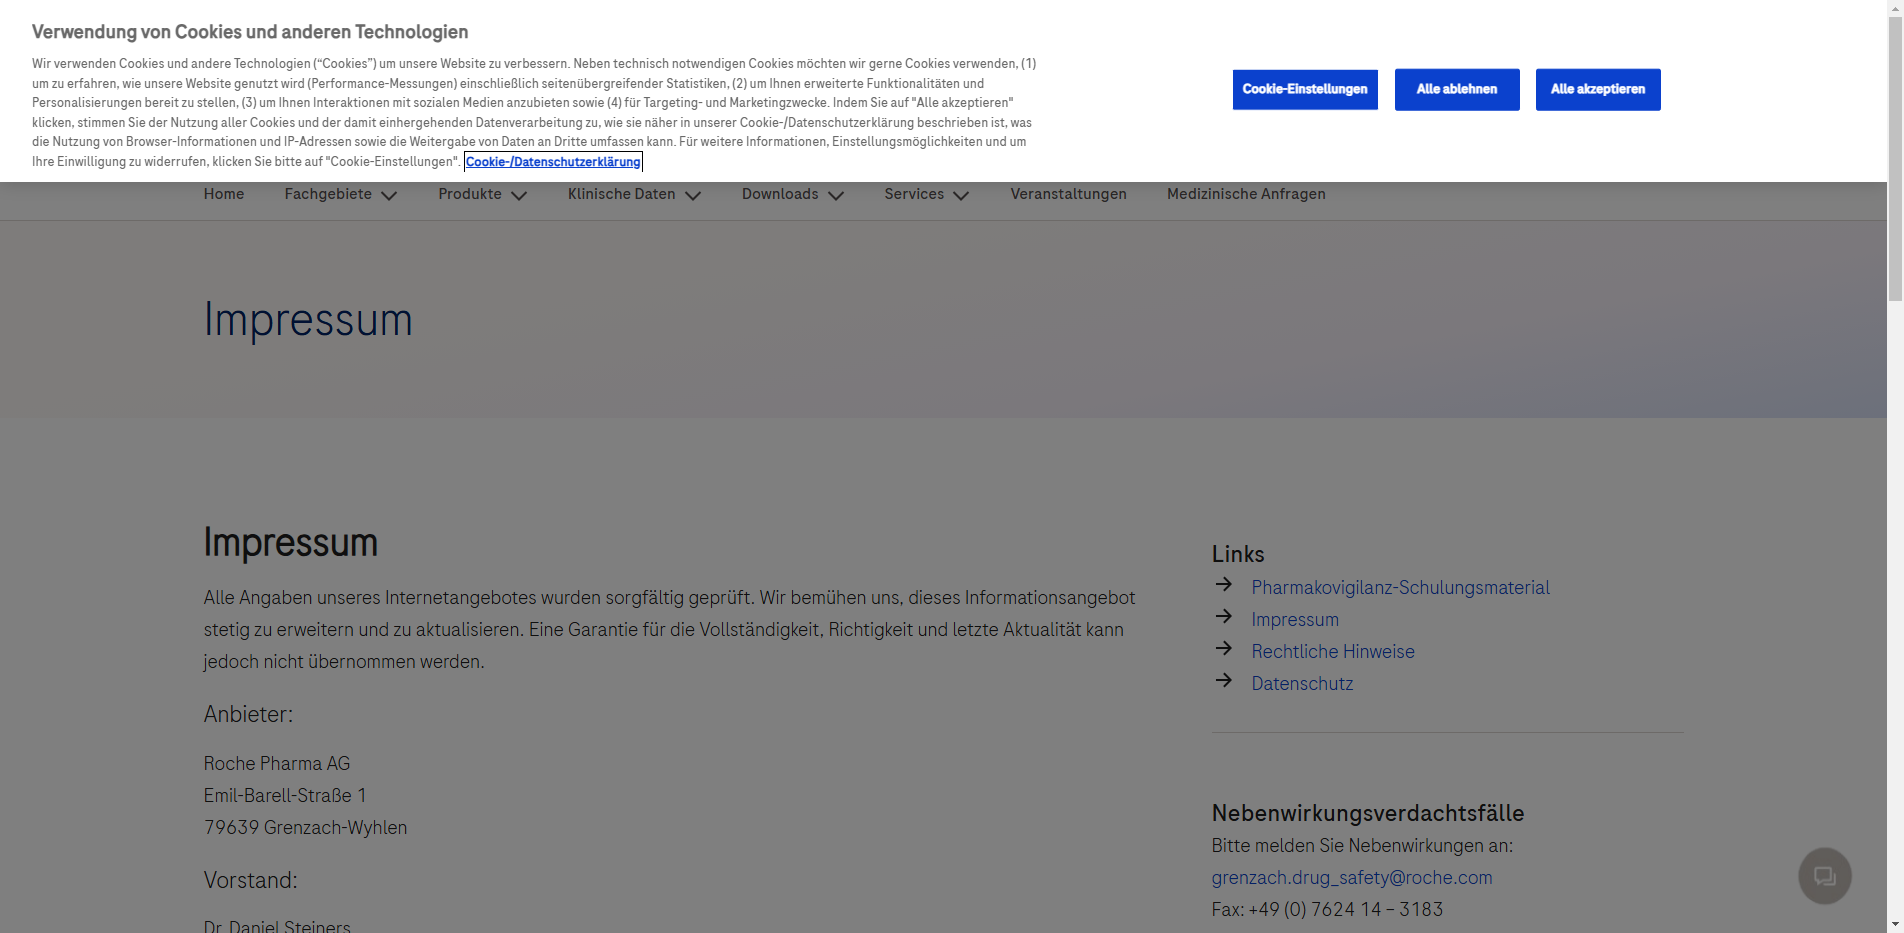 Verwendung von Cookies und anderen Technologien
Wir verwenden Cookies und andere Technologien (“Cookies”) um unsere Website zu verbessern. Neben technisch notwendigen Cookies möchten wir gerne Cookies verwenden, (1)
um zu erfahren, wie unsere Website genutzt wird (Performance-Messungen) einschließlich seitenübergreifender Statistiken, (2) um Ihnen erweiterte Funktionalitäten und
Personalisierungen bereit zu stellen, (3) um Ihnen Interaktionen mit sozialen Medien anzubieten sowie (4) für Targeting- und Marketingzwecke. Indem Sie auf "Alle akzeptieren"
klicken, stimmen Sie der Nutzung aller Cookies und der damit einhergehenden Datenverarbeitung zu, wie sie näher in unserer Cookie-/Datenschutzerklärung beschrieben ist, was
die Nutzung von Browser-Informationen und IP-Adressen sowie die Weitergabe von Daten an Dritte umfassen kann. Für weitere Informationen, Einstellungsmöglichkeiten und um
Ihre Einwilligung zu widerrufen, klicken Sie bitte auf "Cookie-Einstellungen". Cookie-/Datenschutzerklärung
Cookie-Einstellungen
Alle ablehnen
Alle akzeptieren
Home Fachgebiete Produkte Klinische Daten Downloads Services Veranstaltungen Medizinische Anfragen
Impressum
Impressum
Alle Angaben unseres Internetangebotes wurden sorgfältig geprüft. Wir bemühen uns, dieses Informationsangebot
stetig zu erweitern und zu aktualisieren. Eine Garantie für die Vollständigkeit, Richtigkeit und letzte Aktualität kann
jedoch nicht übernommen werden.
Anbieter:
Roche Pharma AG
Emil-Barell-Straße 1
79639 Grenzach-Wyhlen
Vorstand:
Dr. Daniel Steiners
Links
Pharmakovigilanz-Schulungsmaterial
Impressum
Rechtliche Hinweise
Datenschutz
Nebenwirkungsverdachtsfälle
Bitte melden Sie Nebenwirkungen an:
grenzach.drug_safety@roche.com
Fax: +49 (0) 7624 14 – 3183